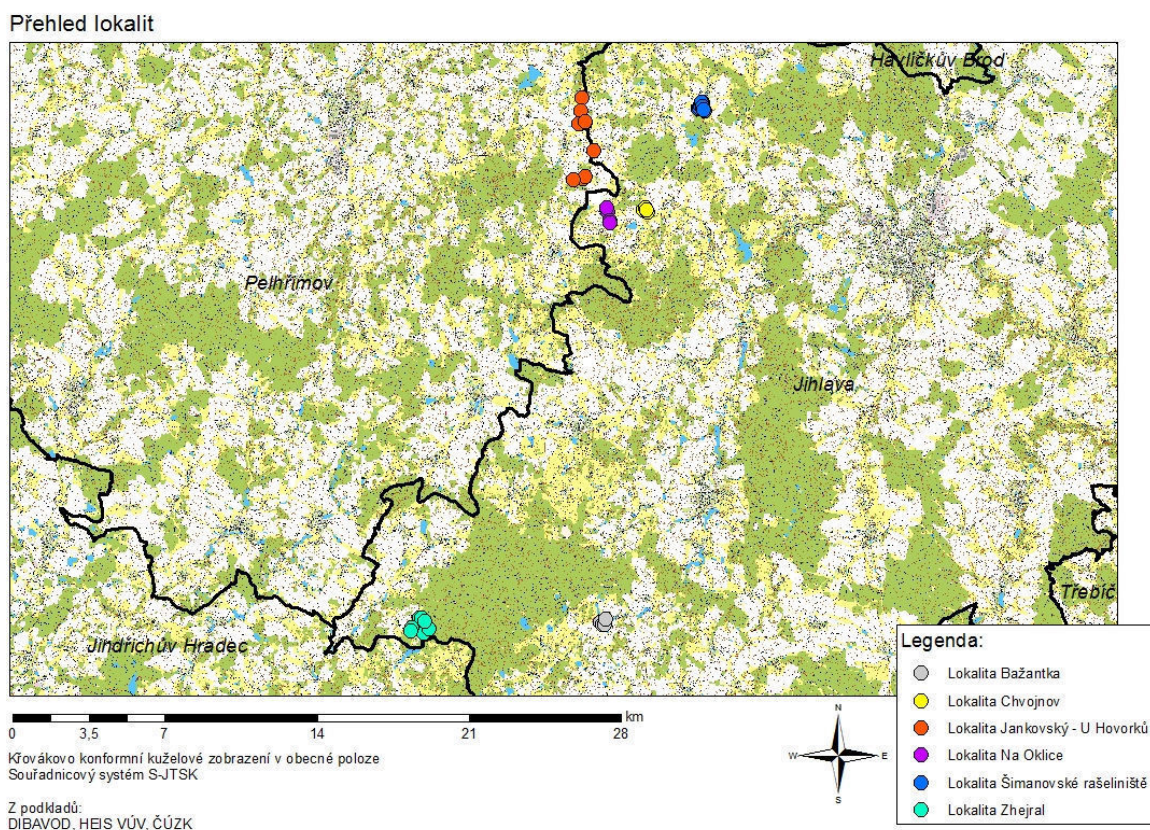 Přehled lokalit
Havlíčkův Brod
Pelhřimov
Jihlava
Třebíč
Jindřichův Hradec
Legenda:
Lokalita Bažantka
Lokalita Chvojnov
Lokalita Jankovský - U Hovorků
Lokalita Na Oklice
Lokalita Šimanovské rašeliniště
Lokalita Zhejral
km
0 3,5 7 14 21 28
N
W E
S
Křovákovo konformní kuželové zobrazení v obecné poloze
Souřadnicový systém S-JTSK
Z podkladů:
DIBAVOD, HEIS VÚV, ČÚZK